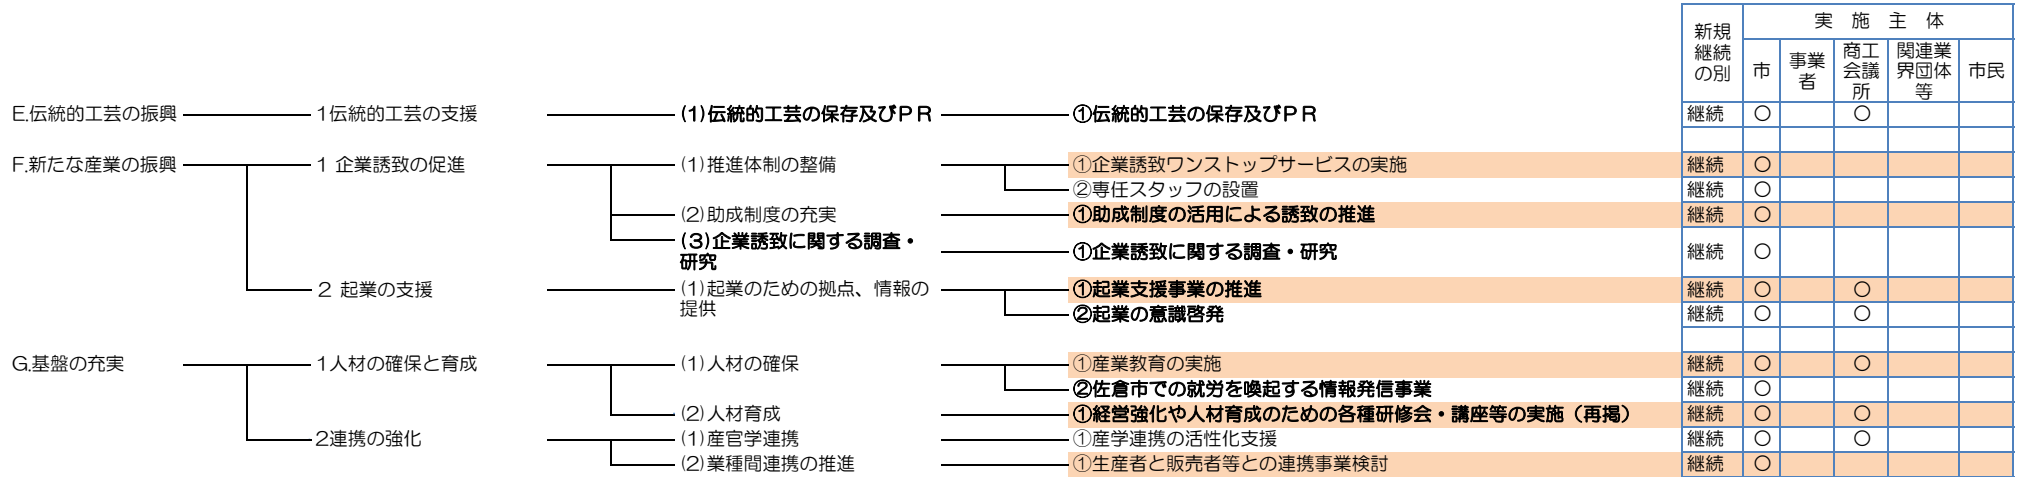 新規
継続
の別
実 施 主 体
市
事業
者
商工
会議
所
関連業
界団体
等
市民
E.伝統的工芸の振興 1伝統的工芸の支援 (1)伝統的工芸の保存及びPR ①伝統的工芸の保存及びPR 継続 ○ ○
F.新たな産業の振興 1 企業誘致の促進 (1)推進体制の整備 ①企業誘致ワンストップサービスの実施 継続 ○
②専任スタッフの設置 継続 ○
(2)助成制度の充実 ①助成制度の活用による誘致の推進 継続 ○
(3)企業誘致に関する調査・
研究
①企業誘致に関する調査・研究 継続 ○
2 起業の支援 (1)起業のための拠点、情報の
提供
①起業支援事業の推進 継続 ○ ○
②起業の意識啓発 継続 ○ ○
G.基盤の充実 1人材の確保と育成 (1)人材の確保 ①産業教育の実施 継続 ○ ○
②佐倉市での就労を喚起する情報発信事業 継続 ○
(2)人材育成 ①経営強化や人材育成のための各種研修会・講座等の実施（再掲） 継続 ○ ○
2連携の強化 (1)産官学連携 ①産学連携の活性化支援 継続 ○ ○
(2)業種間連携の推進 ①生産者と販売者等との連携事業検討 継続 ○